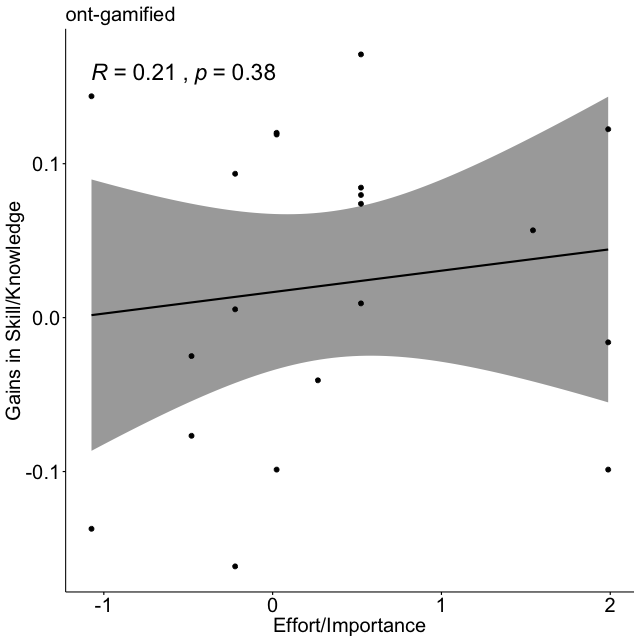 ont-gamified
R = 0.21 , p = 0.38
0.1
0.0
-0.1
Gains in Skill/Knowledge
-1 0 1 2
Effort/Importance